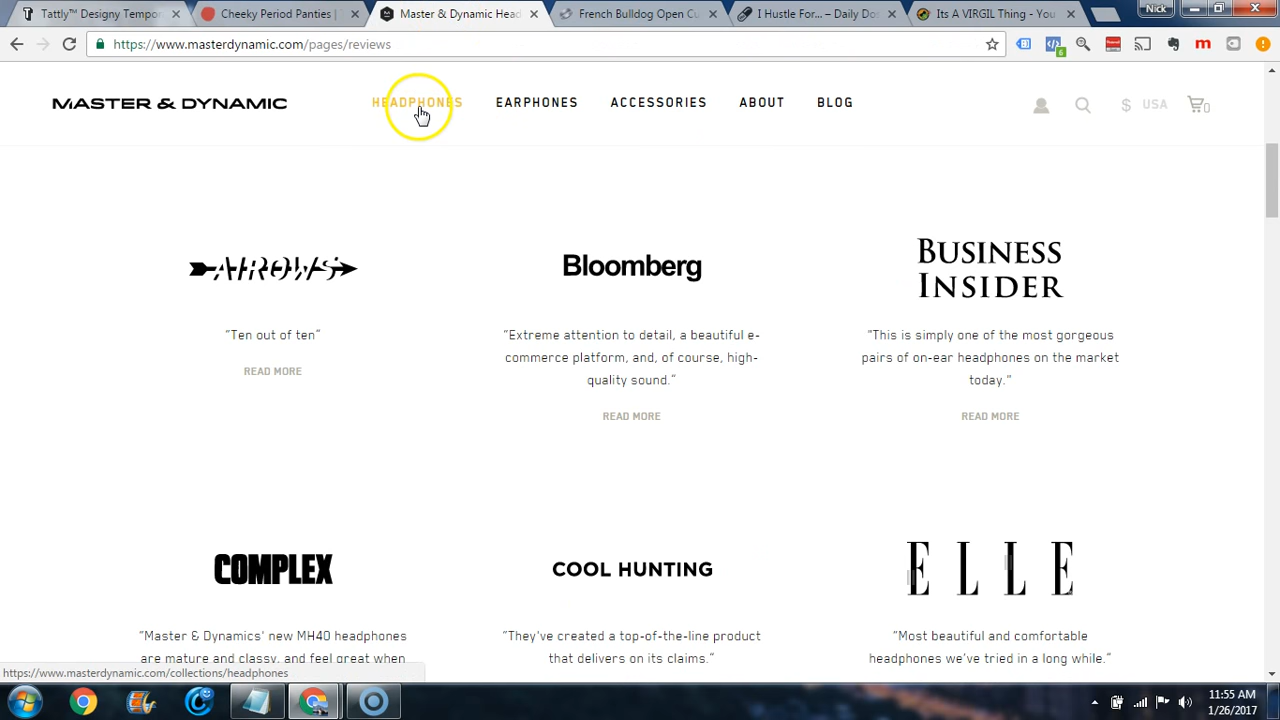 Tattly™ Designy Tempor
Cheeky Period Panties |
Master & Dynamic Head
French Bulldog Open Cu
I Hustle For... – Daily Do
Its A VIRGIL Thing - You
Nick
https://www.masterdynamic.com/pages/reviews
6
MASTER & DYNAMIC
HEADPHONES
EARPHONES
ACCESSORIES
ABOUT
BLOG
$ USA
0
ARROWS
Bloomberg
BUSINESS
INSIDER
"Ten out of ten"
"Extreme attention to detail, a beautiful e-
commerce platform, and, of course, high-
quality sound."
"This is simply one of the most gorgeous
pairs of on-ear headphones on the market
today."
READ MORE
READ MORE
READ MORE
COMPLEX
COOL HUNTING
ELLE
"Master & Dynamics' new MH40 headphones
are mature and classy, and feel great when
"They've created a top-of-the-line product
that delivers on its claims."
"Most beautiful and comfortable
headphones we've tried in a long while."
https://www.masterdynamic.com/collections/headphones
11:55 AM
1/26/2017